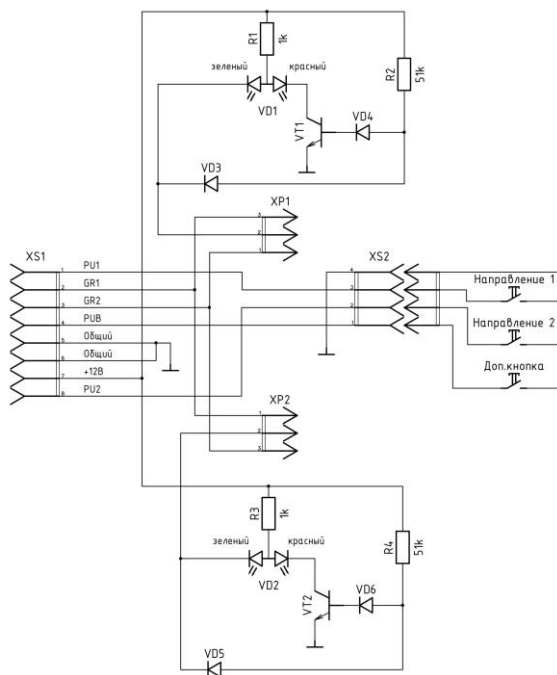 R1
1k
зеленый
красный
VD1
R2
51k
VT1
VD4
VD3
XP1
3
2
1
XS1
XS2
1 PU1
2 GR1
3 GR2
4 PUB
5 Общий
6 Общий
7 +12В
8 PU2
4
3
2
1
Направление 1
Направление 2
Доп.кнопка
XP2
1
2
3
R3
1k
зеленый
красный
VD2
R4
51k
VT2
VD6
VD5